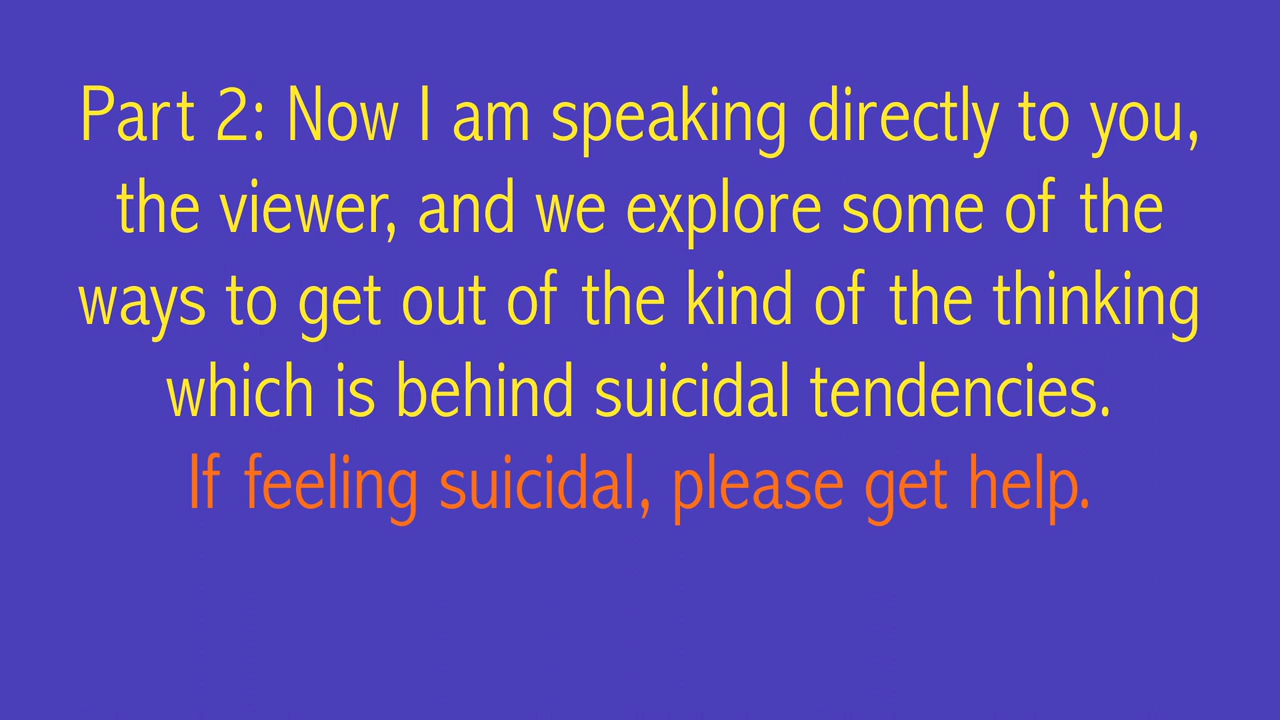 Part 2: Now I am speaking directly to you,
the viewer, and we explore some of the
ways to get out of the kind of the thinking
which is behind suicidal tendencies.
If feeling suicidal, please get help.